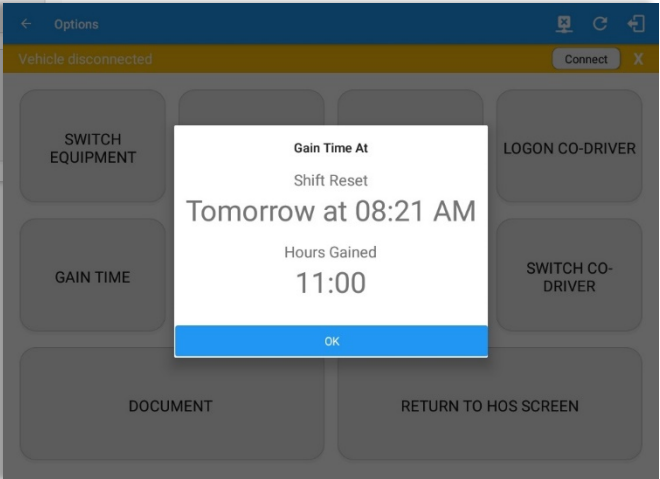 Options
Vehicle disconnected
Connect
X
SWITCH
EQUIPMENT
LOGON CO-DRIVER
Gain Time At
Shift Reset
Tomorrow at 08:21 AM
Hours Gained
11:00
OK
GAIN TIME
SWITCH CO-
DRIVER
DOCUMENT
RETURN TO HOS SCREEN